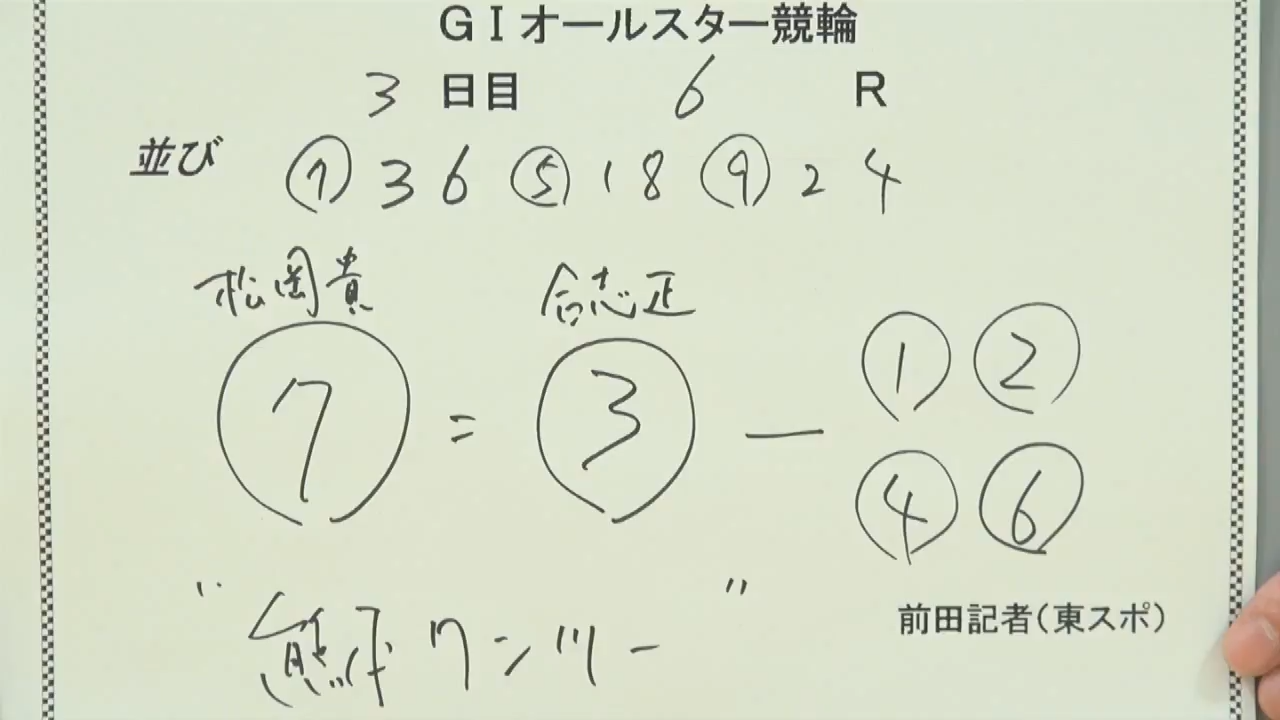 GⅠオールスター競輪
3 日目 6 R
並び ⑦ 3 6 ⑤ 1 8 ⑨ 2 4
松岡貴 合志正
⑦ = ③ — ① ②
④ ⑥
前田記者(東スポ)
"熊本ワンツー"